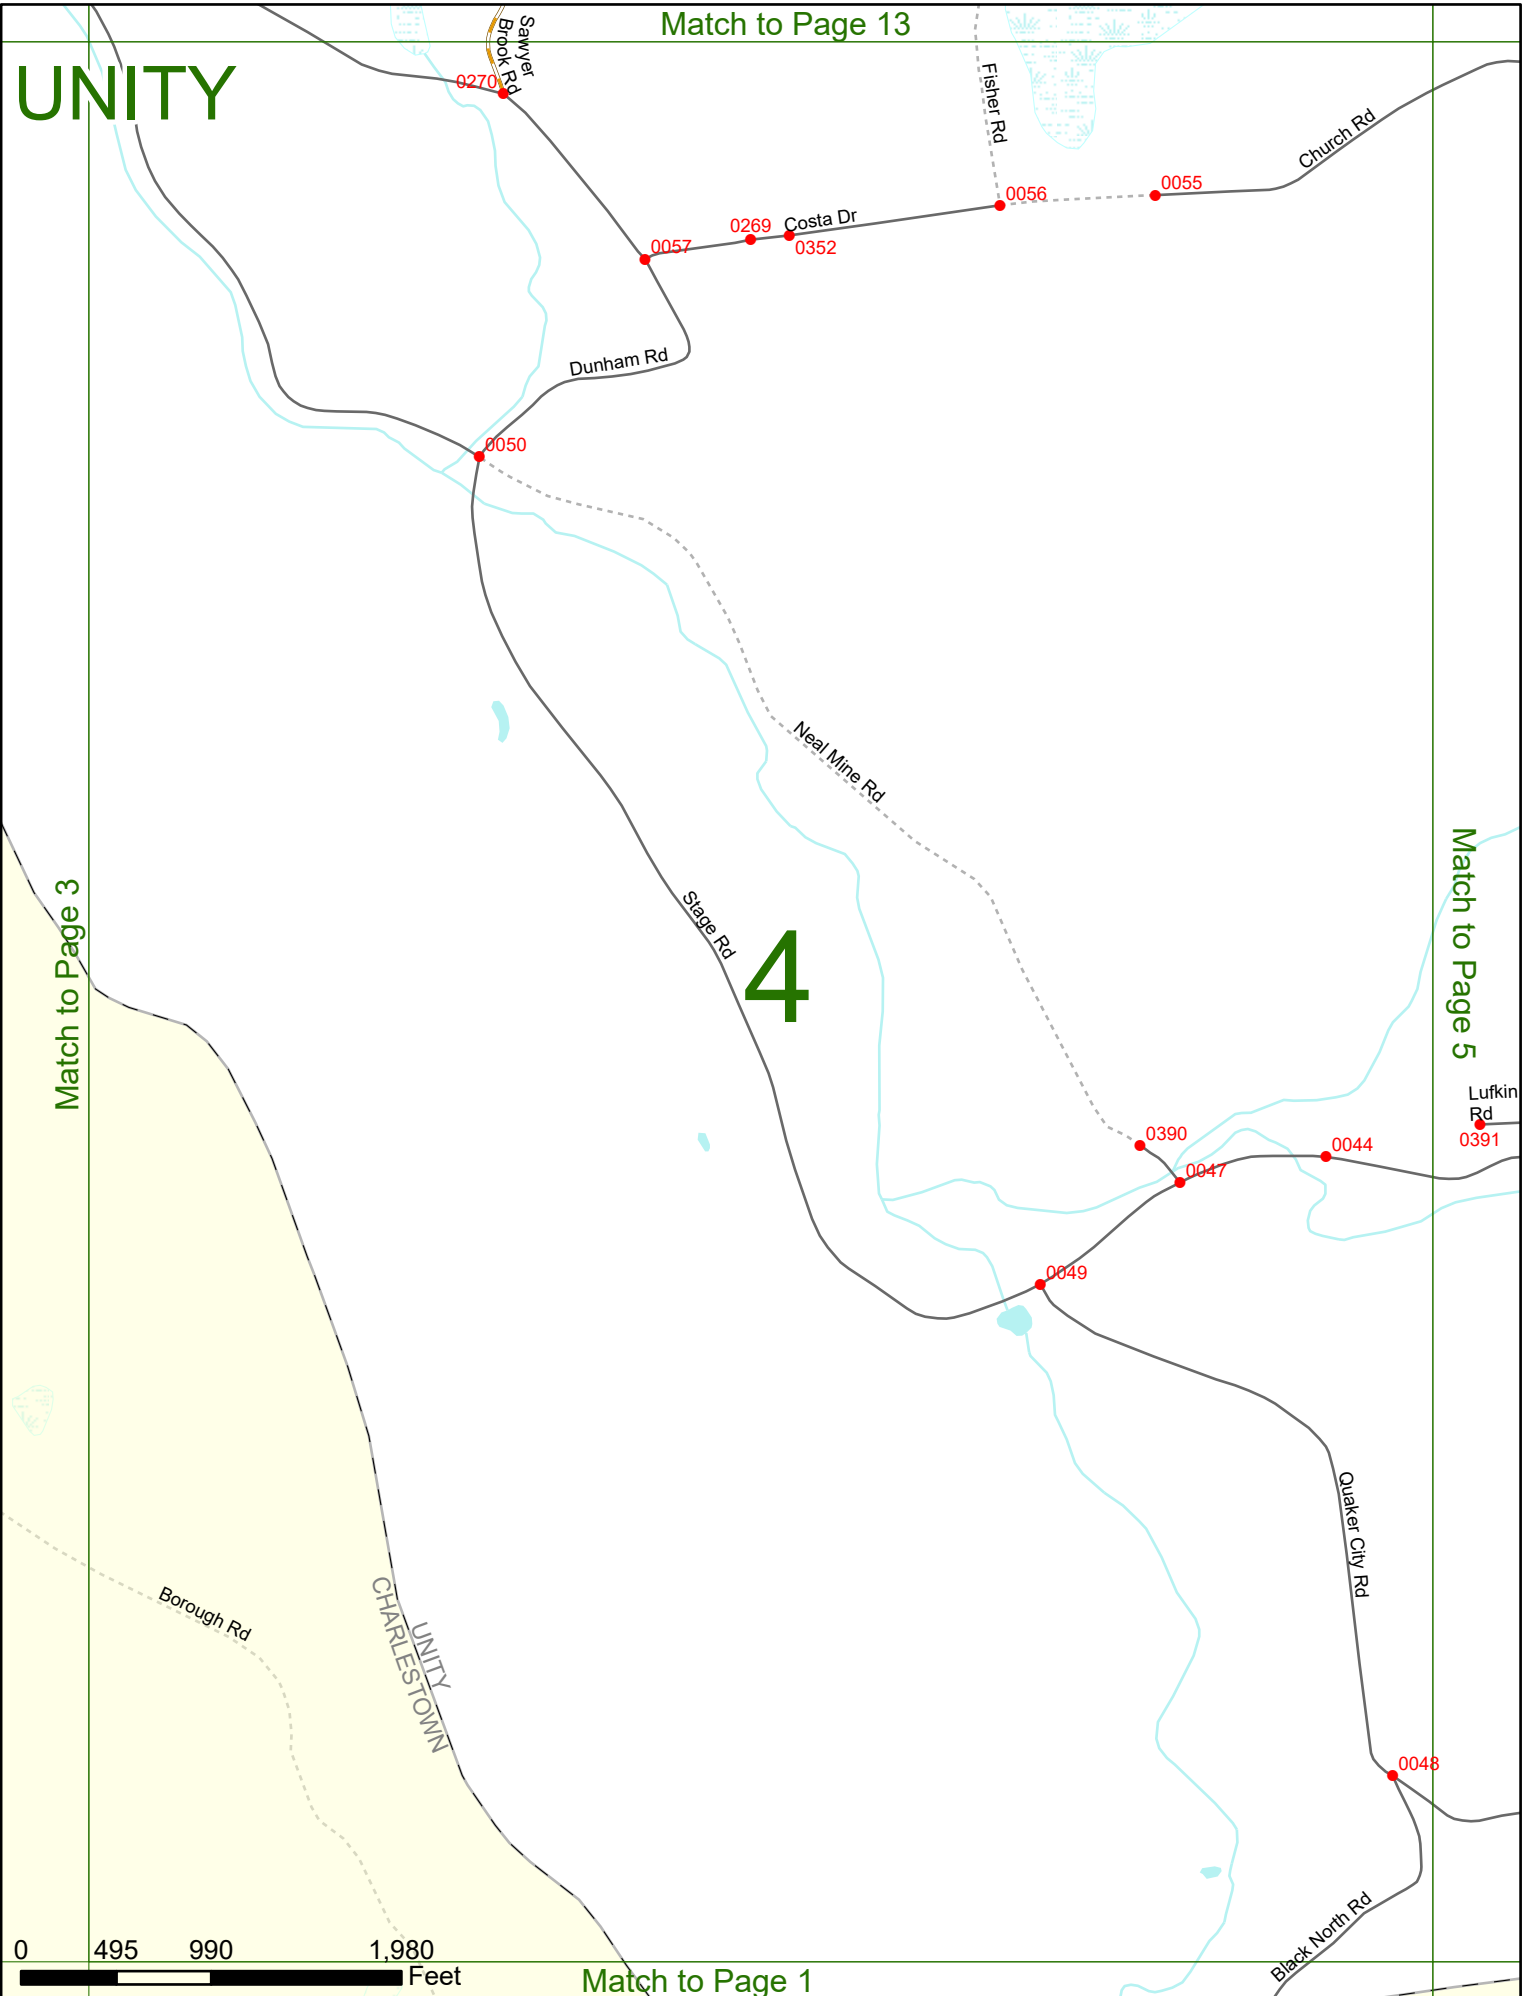 Match to Page 13
UNITY
Sawyer
Brook Rd
0270
Fisher Rd
Church Rd
0056
0055
0269
Costa Dr
0352
0057
Dunham Rd
0050
Neal Mine Rd
Match to Page 3
Stage Rd
4
Match to Page 5
Lufkin
Rd
0391
0390
0044
0047
0049
Quaker City Rd
Borough Rd
UNITY
CHARLESTOWN
0048
Black North Rd
0 495 990 1,980
Feet
Match to Page 1